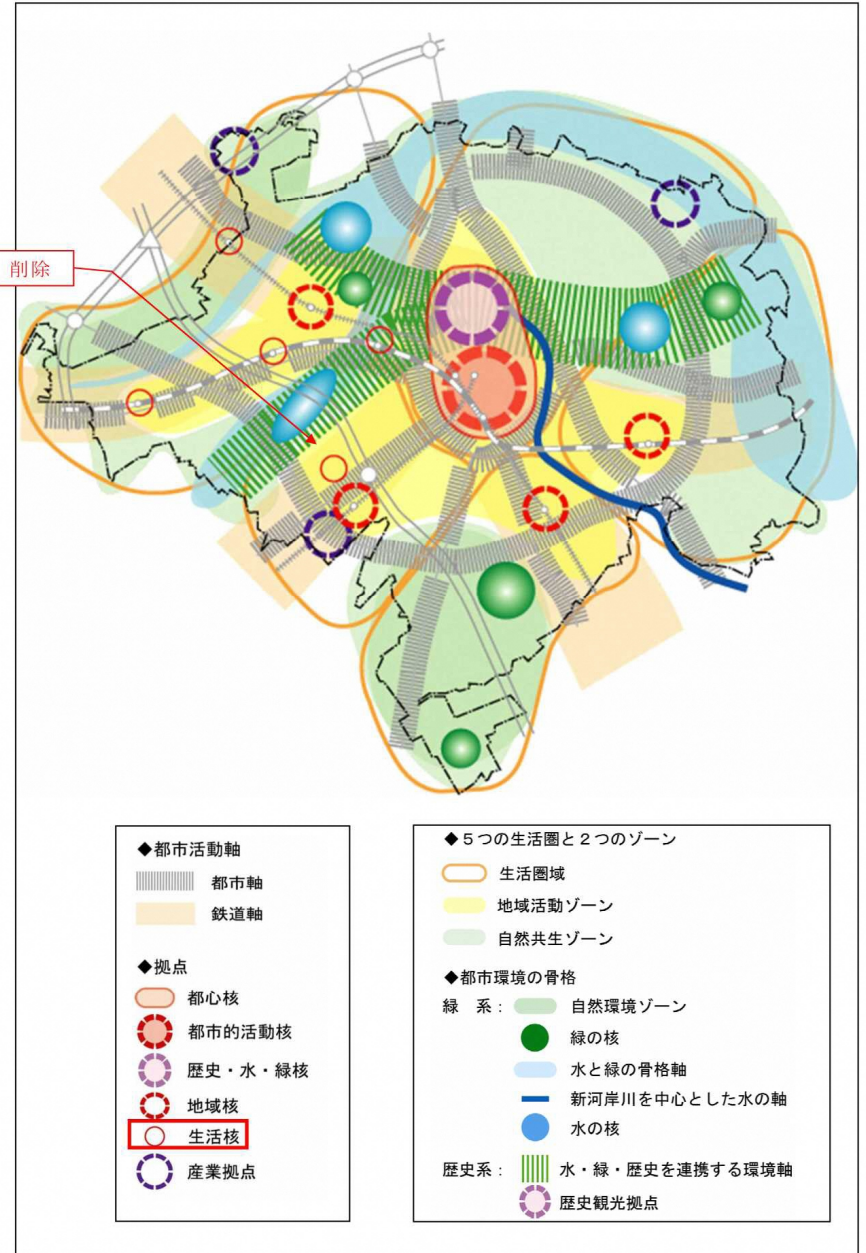 削除
◆都市活動軸
都市軸
鉄道軸
◆拠点
都心核
都市的活動核
歴史・水・緑核
地域核
生活核
産業拠点
◆５つの生活圏と２つのゾーン
生活圏域
地域活動ゾーン
自然共生ゾーン
◆都市環境の骨格
緑　系： 自然環境ゾーン
緑の核
水と緑の骨格軸
新河岸川を中心とした水の軸
水の核
歴史系： 水・緑・歴史を連携する環境軸
歴史観光拠点